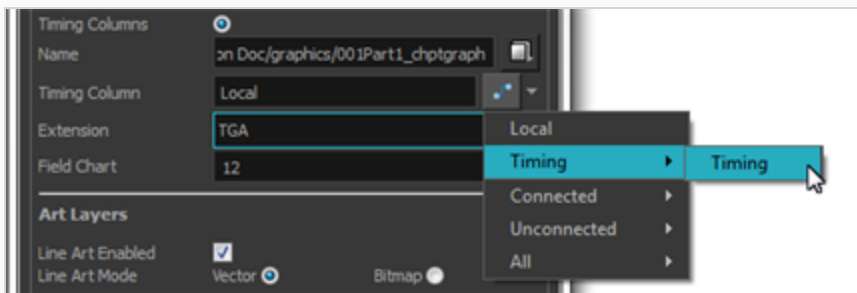 Timing Columns
Name on Doc/graphics/001Part1_chptgraph
Timing Column Local
Extension TGA
Field Chart 12
Local
Timing Timing
Connected
Unconnected
All
Art Layers
Line Art Enabled
Line Art Mode Vector Bitmap